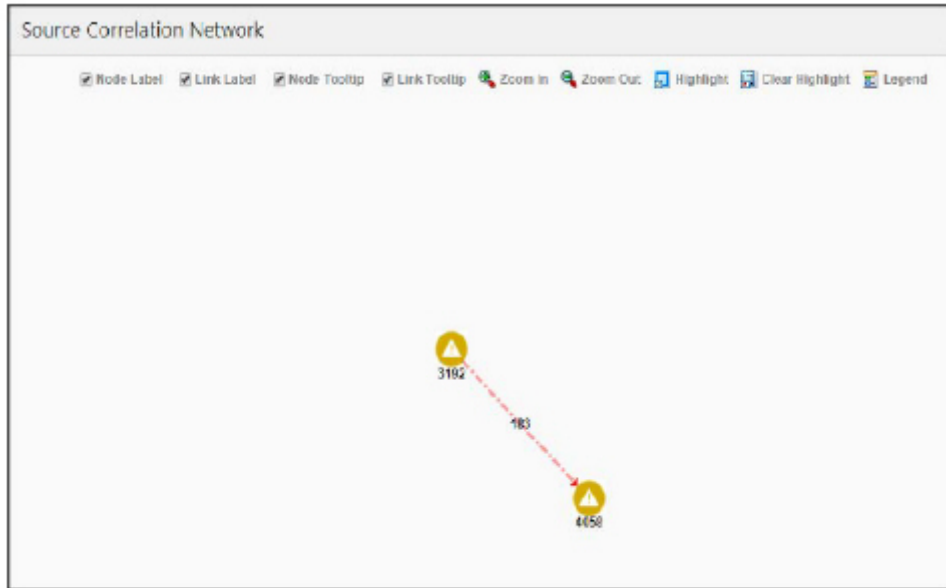 Source Correlation Network
Node Label Link Label Node Tooltip Link Tooltip Zoom In Zoom Out Highlight Clear Highlight Legend
3192
183
4058